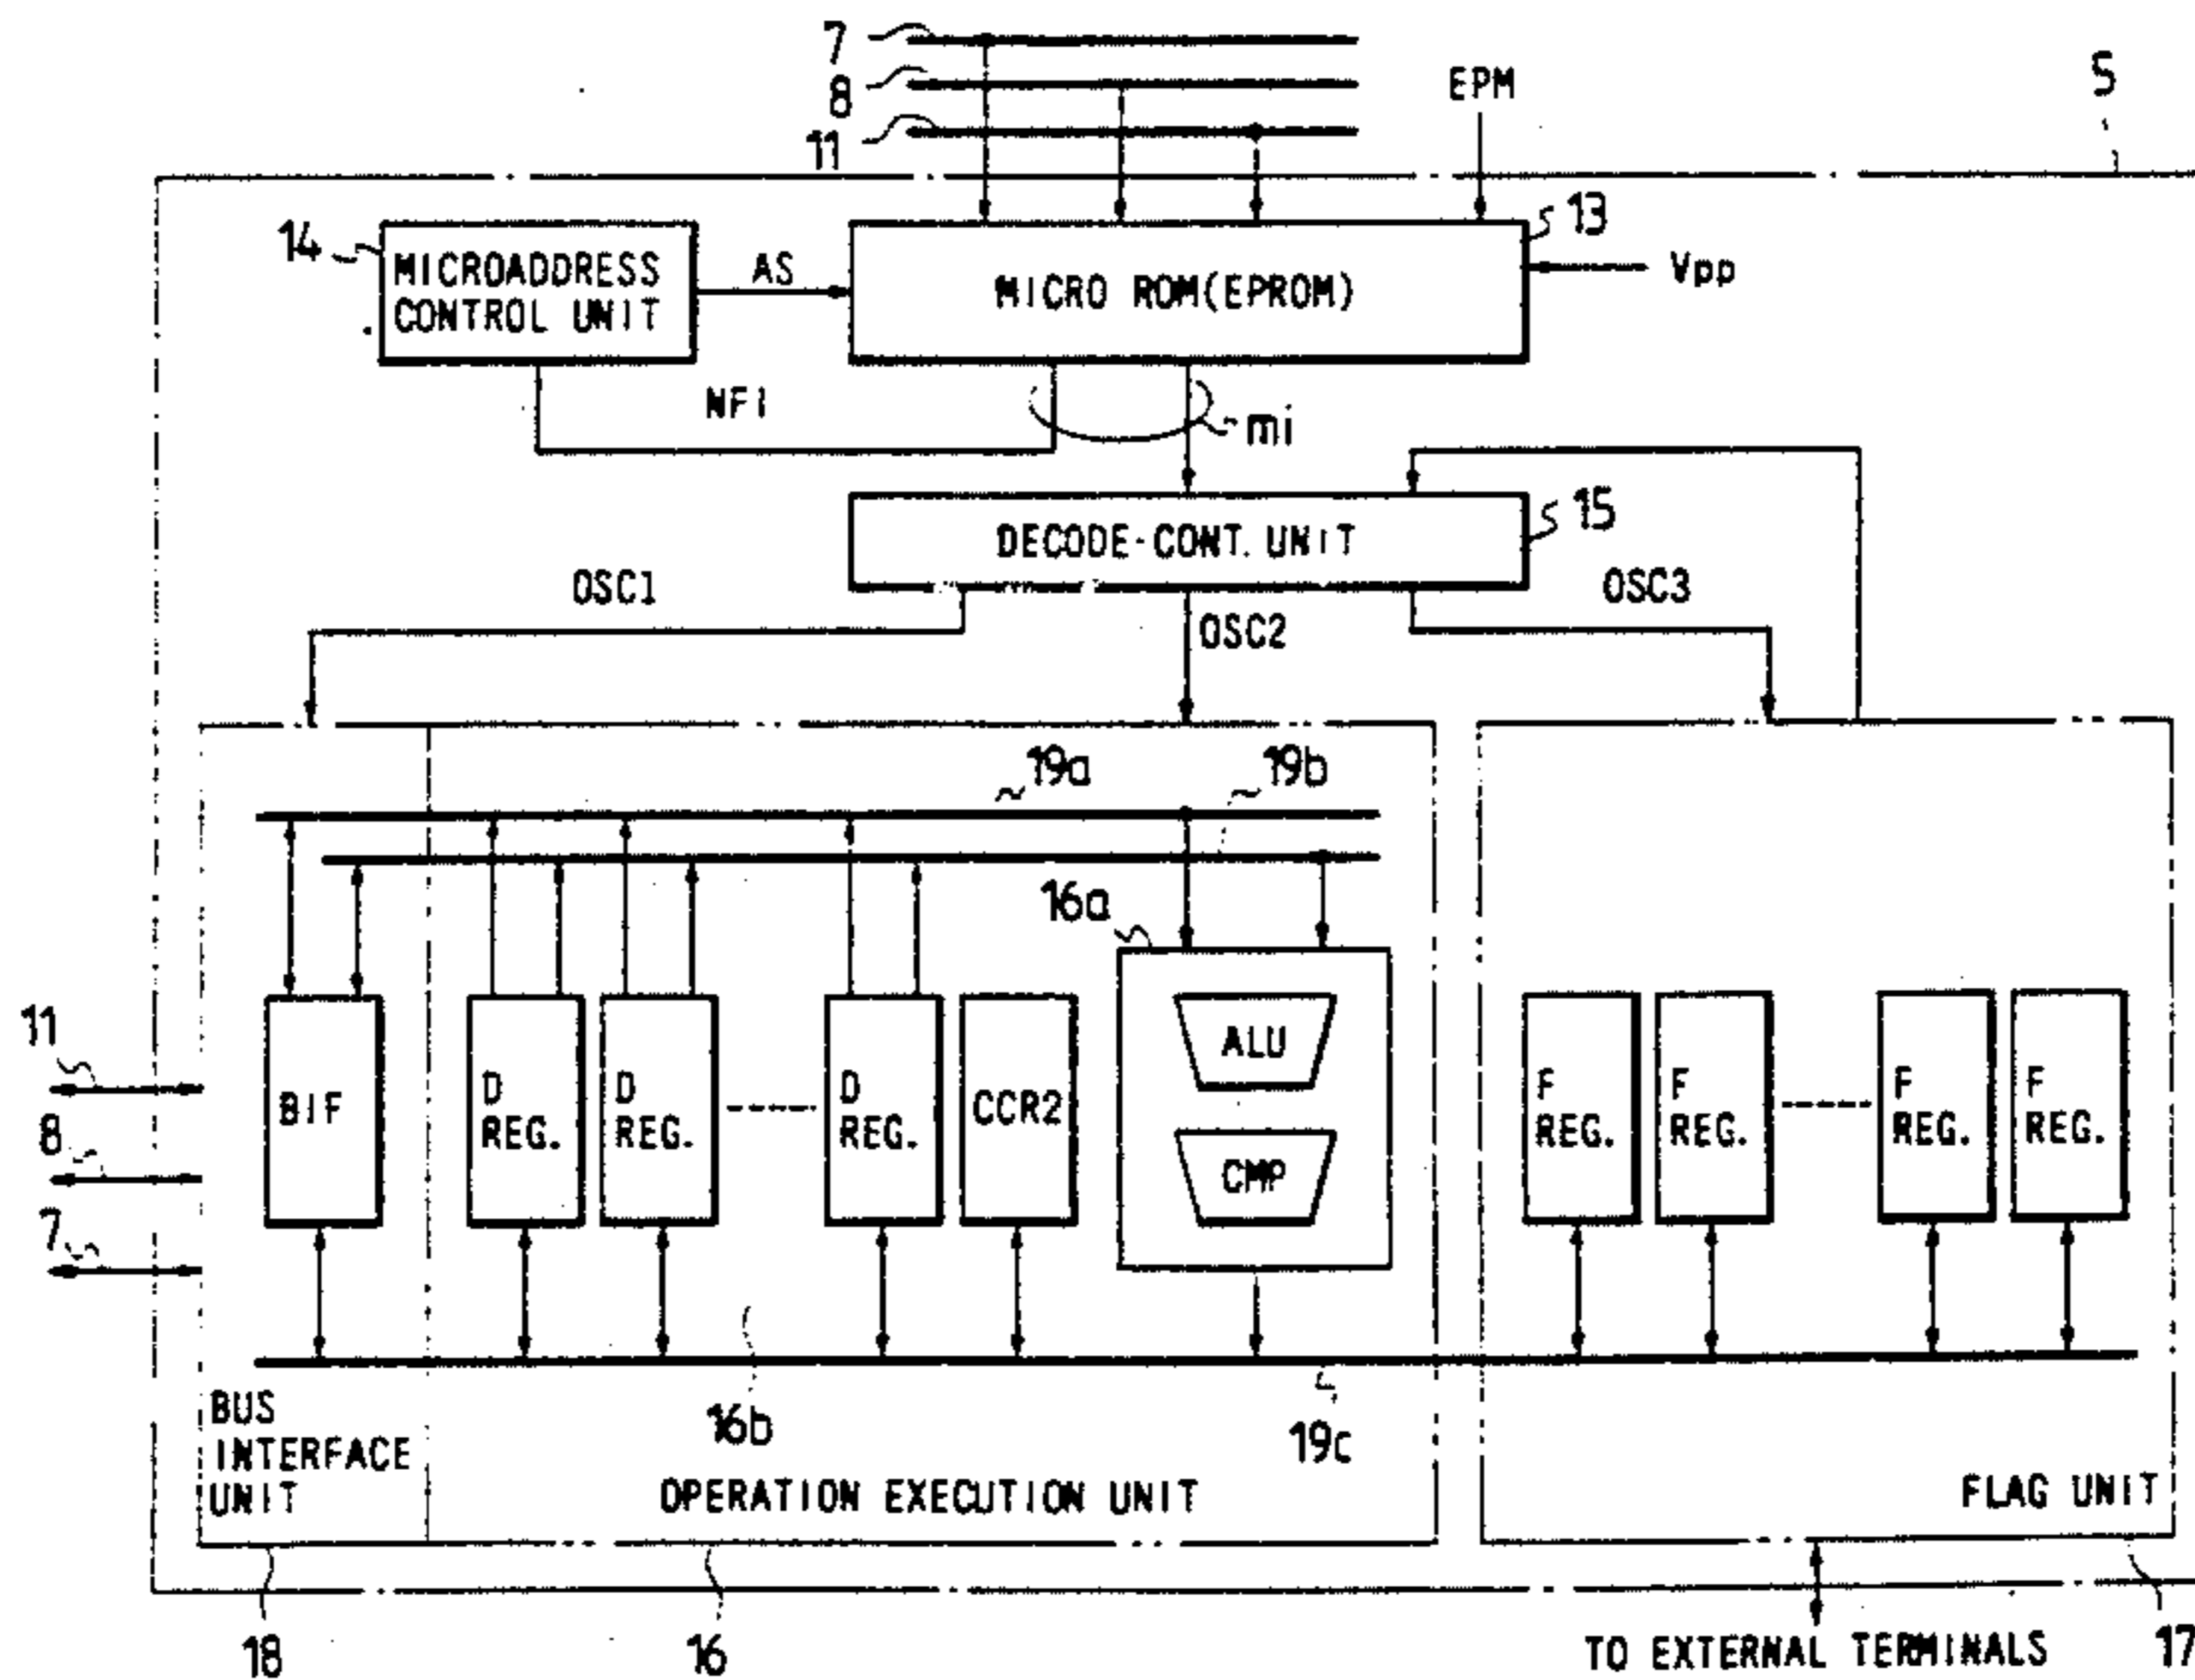 7
8
11
EPM
5
14
MICROADDRESS
CONTROL UNIT
AS
MICRO ROM(EPROM)
13
Vpp
NFI
mi
DECODE-CONT. UNIT
15
OSC1
OSC2
OSC3
19a
19b
16a
11
8
7
BIF
D
REG.
D
REG.
D
REG.
CCR2
ALU
CMP
F
REG.
F
REG.
F
REG.
F
REG.
16b
19c
BUS
INTERFACE
UNIT
OPERATION EXECUTION UNIT
FLAG UNIT
18
16
TO EXTERNAL TERMINALS
17